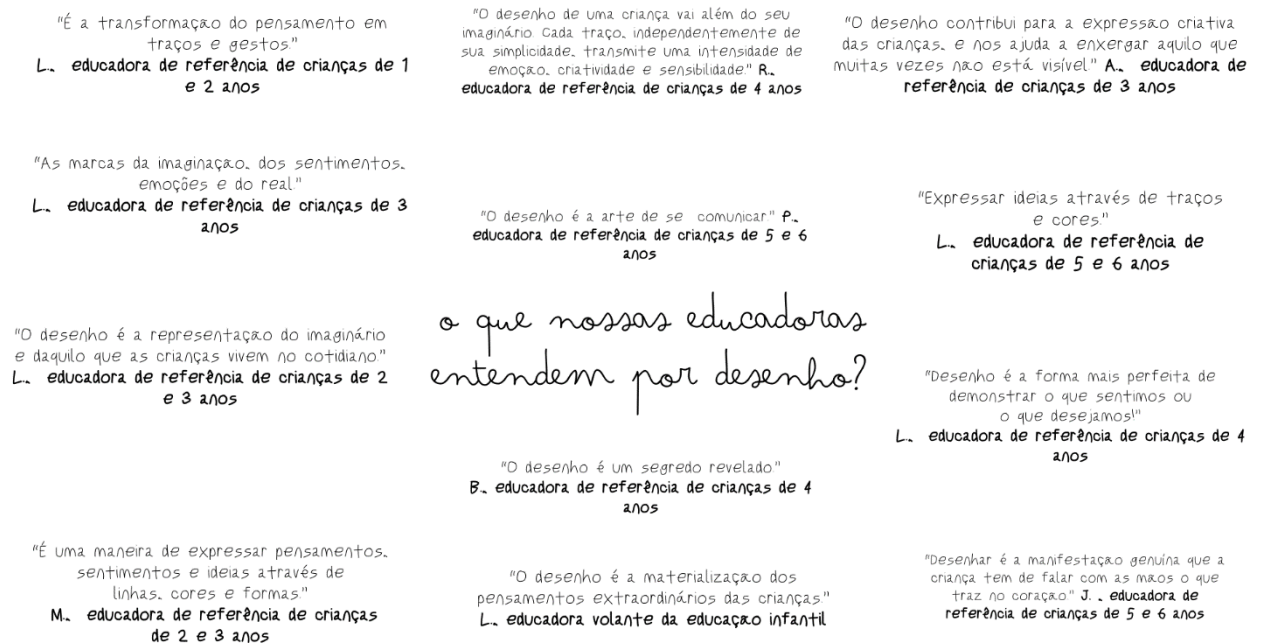 "É a transformação do pensamento em
traços e gestos."
L., educadora de referência de crianças de 1
e 2 anos
"O desenho de uma criança vai além do seu
imaginário. Cada traço, independentemente de
sua simplicidade, transmite uma intensidade de
emoção, criatividade e sensibilidade." R.,
educadora de referência de crianças de 4 anos
"O desenho contribui para a expressão criativa
das crianças, e nos ajuda a enxergar aquilo que
muitas vezes não está visível." A., educadora de
referência de crianças de 3 anos
"As marcas da imaginação, dos sentimentos,
emoções e do real."
L., educadora de referência de crianças de 3
anos
"O desenho é a arte de se comunicar." P.,
educadora de referência de crianças de 5 e 6
anos
"Expressar ideias através de traços
e cores."
L., educadora de referência de
crianças de 5 e 6 anos
"O desenho é a representação do imaginário
e daquilo que as crianças vivem no cotidiano."
L., educadora de referência de crianças de 2
e 3 anos
o que nossas educadoras
entendem por desenho?
"Desenho é a forma mais perfeita de
demonstrar o que sentimos ou
o que desejamos!"
L., educadora de referência de crianças de 4
anos
"O desenho é um segredo revelado."
B., educadora de referência de crianças de 4
anos
"É uma maneira de expressar pensamentos,
sentimentos e ideias através de
linhas, cores e formas."
M., educadora de referência de crianças
de 2 e 3 anos
"O desenho é a materialização dos
pensamentos extraordinários das crianças."
L., educadora volante da educação infantil
"Desenhar é a manifestação genuína que a
criança tem de falar com as mãos o que
traz no coração." J. , educadora de
referência de crianças de 5 e 6 anos